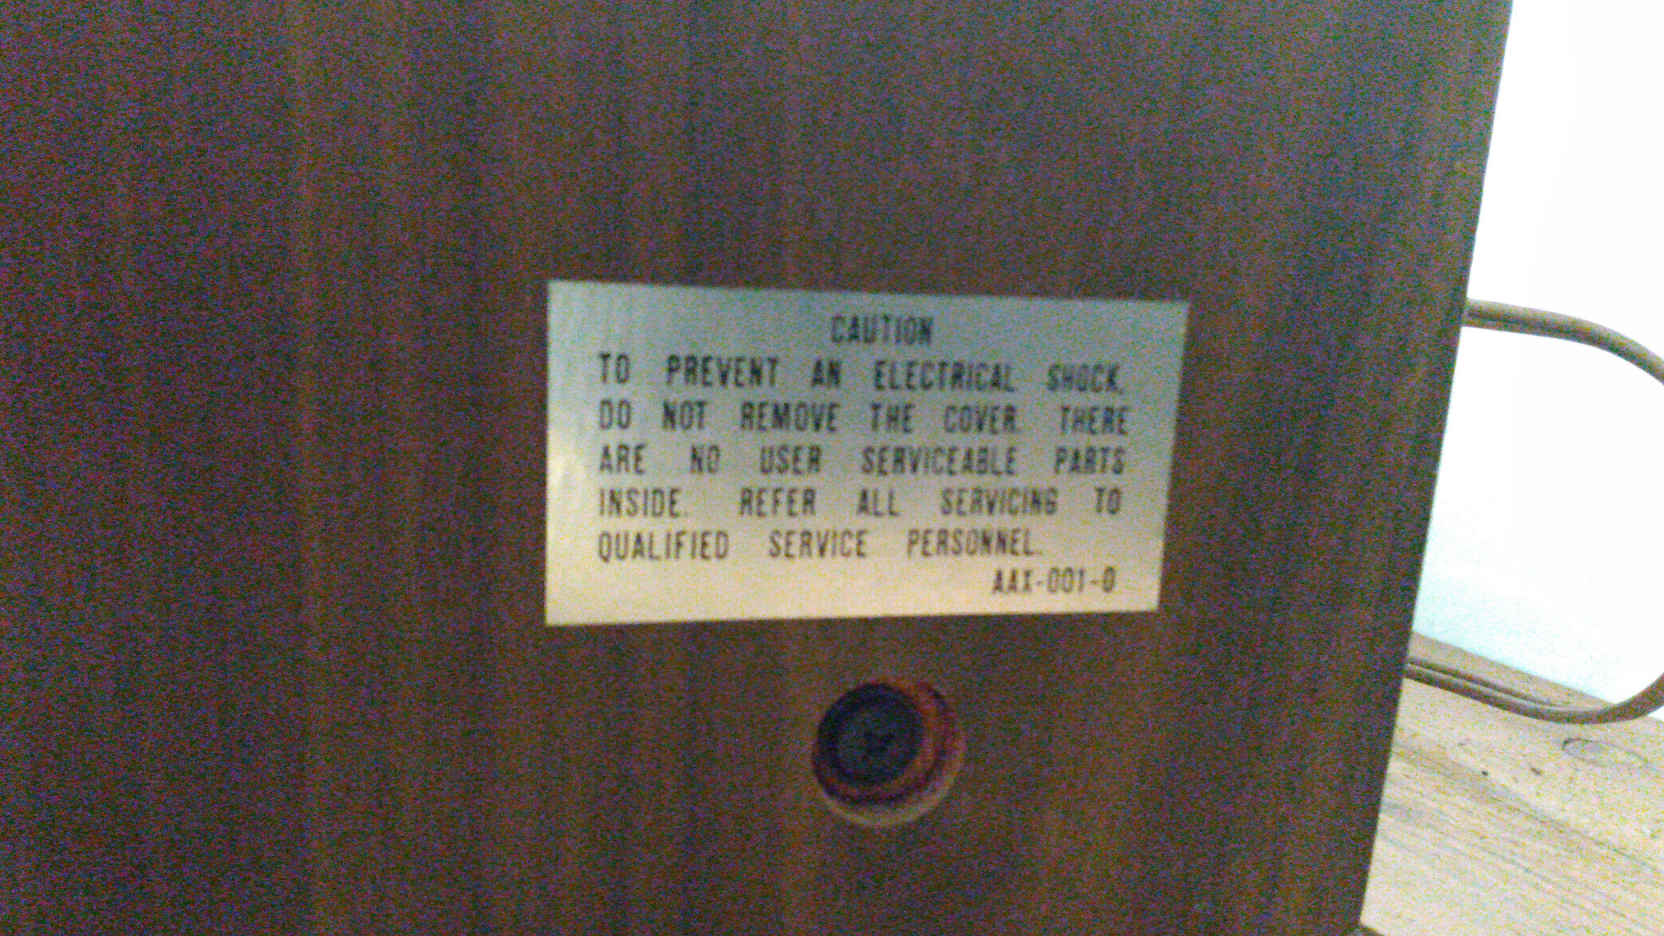 CAUTION
TO PREVENT AN ELECTRICAL SHOCK,
DO NOT REMOVE THE COVER. THERE
ARE NO USER SERVICEABLE PARTS
INSIDE. REFER ALL SERVICING TO
QUALIFIED SERVICE PERSONNEL.
AAX-001-0